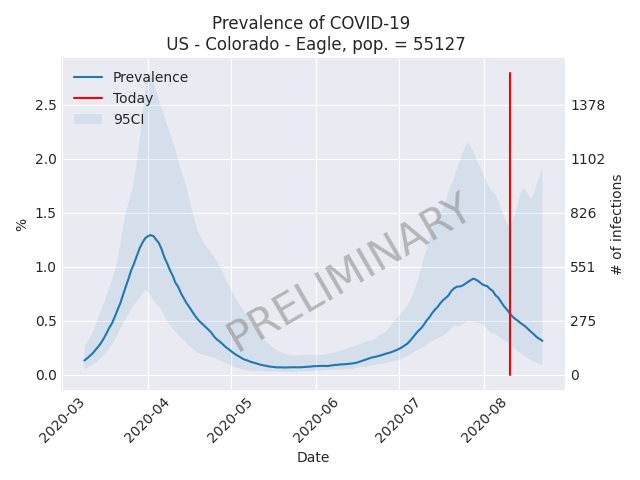 Prevalence of COVID-19
US - Colorado - Eagle, pop. = 55127
Prevalence
Today
95CI
2.5
2.0
1.5
1.0
0.5
0.0
%
1378
1102
826
551
275
0
# of infections
PRELIMINARY
2020-03
2020-04
2020-05
2020-06
2020-07
2020-08
Date